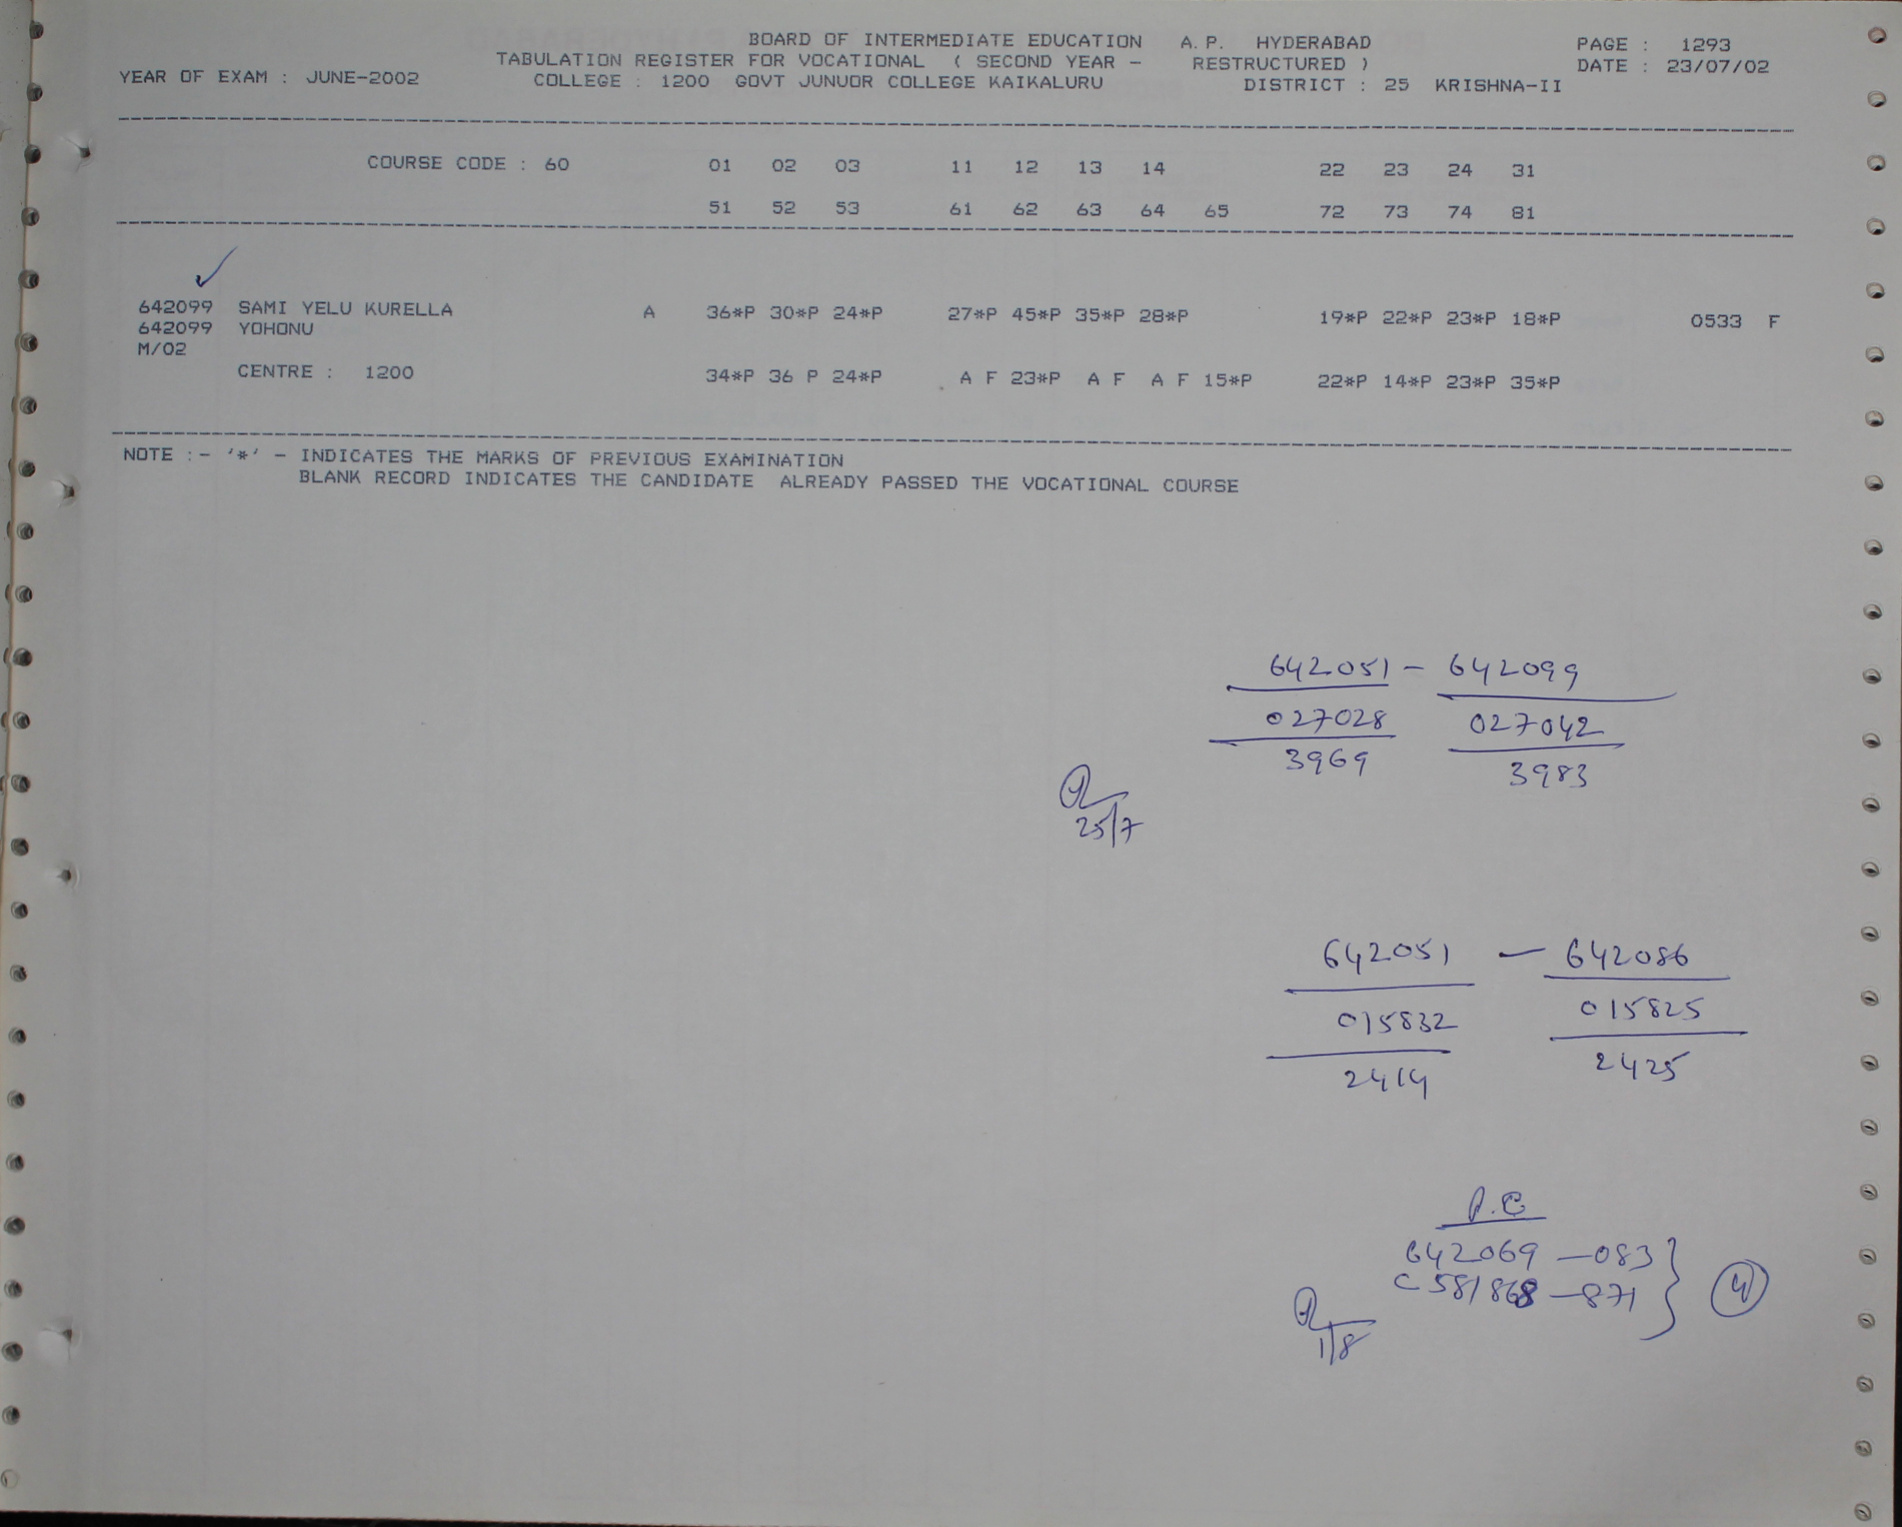 BOARD OF INTERMEDIATE EDUCATION A.P. HYDERABAD PAGE : 1293
TABULATION REGISTER FOR VOCATIONAL ( SECOND YEAR - RESTRUCTURED ) DATE : 23/07/02
YEAR OF EXAM : JUNE-2002 COLLEGE : 1200 GOVT JUNUOR COLLEGE KAIKALURU DISTRICT : 25 KRISHNA-II
COURSE CODE : 60 01 02 03 11 12 13 14 22 23 24 31
51 52 53 61 62 63 64 65 72 73 74 81
642099 SAMI YELU KURELLA A 36*P 30*P 24*P 27*P 45*P 35*P 28*P 19*P 22*P 23*P 18*P 0533 F
642099 YOHONU
M/02
CENTRE : 1200 34*P 36 P 24*P A F 23*P A F A F 15*P 22*P 14*P 23*P 35*P
NOTE :- '*' - INDICATES THE MARKS OF PREVIOUS EXAMINATION
BLANK RECORD INDICATES THE CANDIDATE ALREADY PASSED THE VOCATIONAL COURSE
642051 - 642099
027028 027042
3969 3983
25/7
642051 - 642086
015832 015825
2414 2425
P.C
642069 - 083
C 581868 - 871
4
1/8